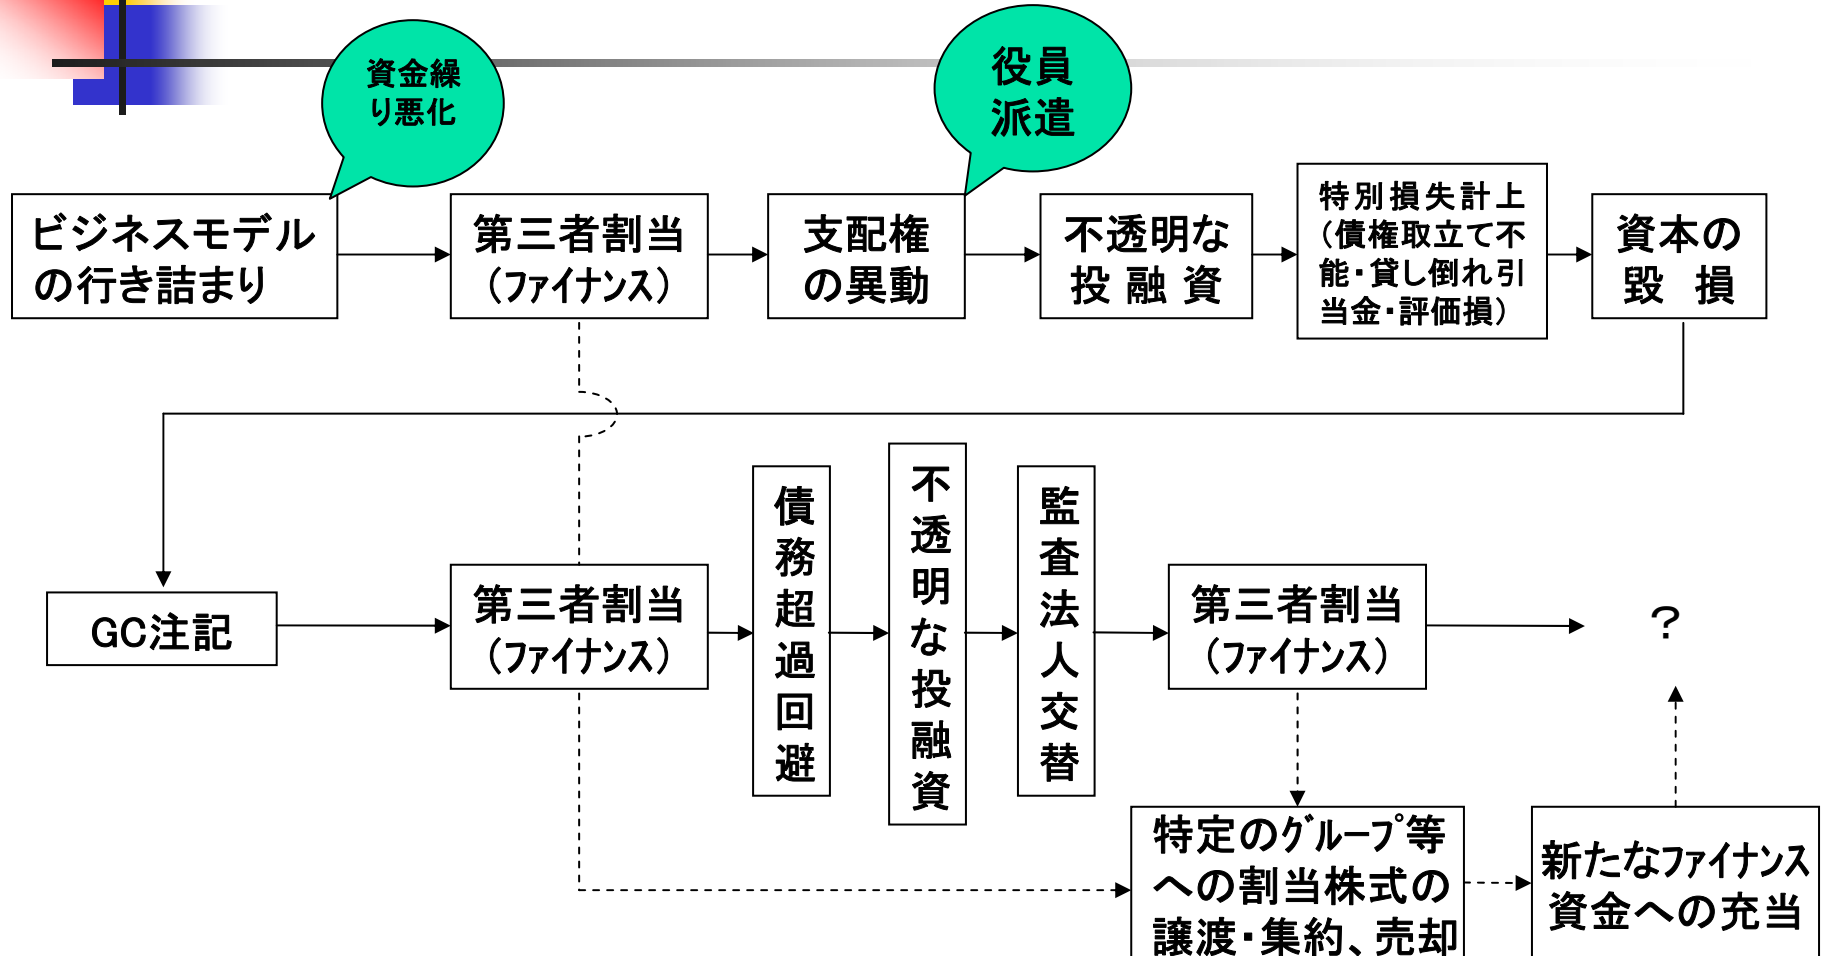 資金繰
り悪化
役員
派遣
ビジネスモデル
の行き詰まり
第三者割当
（ファイナンス）
支配権
の異動
不透明な
投 融 資
特別損失計上
（債権取立て不
能・貸し倒れ引
当金・評価損）
資本の
毀 損
GC注記
第三者割当
（ファイナンス）
債務超過回避
不透明な投融資
監査法人交替
第三者割当
（ファイナンス）
？
特定のグループ等
への割当株式の
譲渡・集約、売却
新たなファイナンス
資金への充当